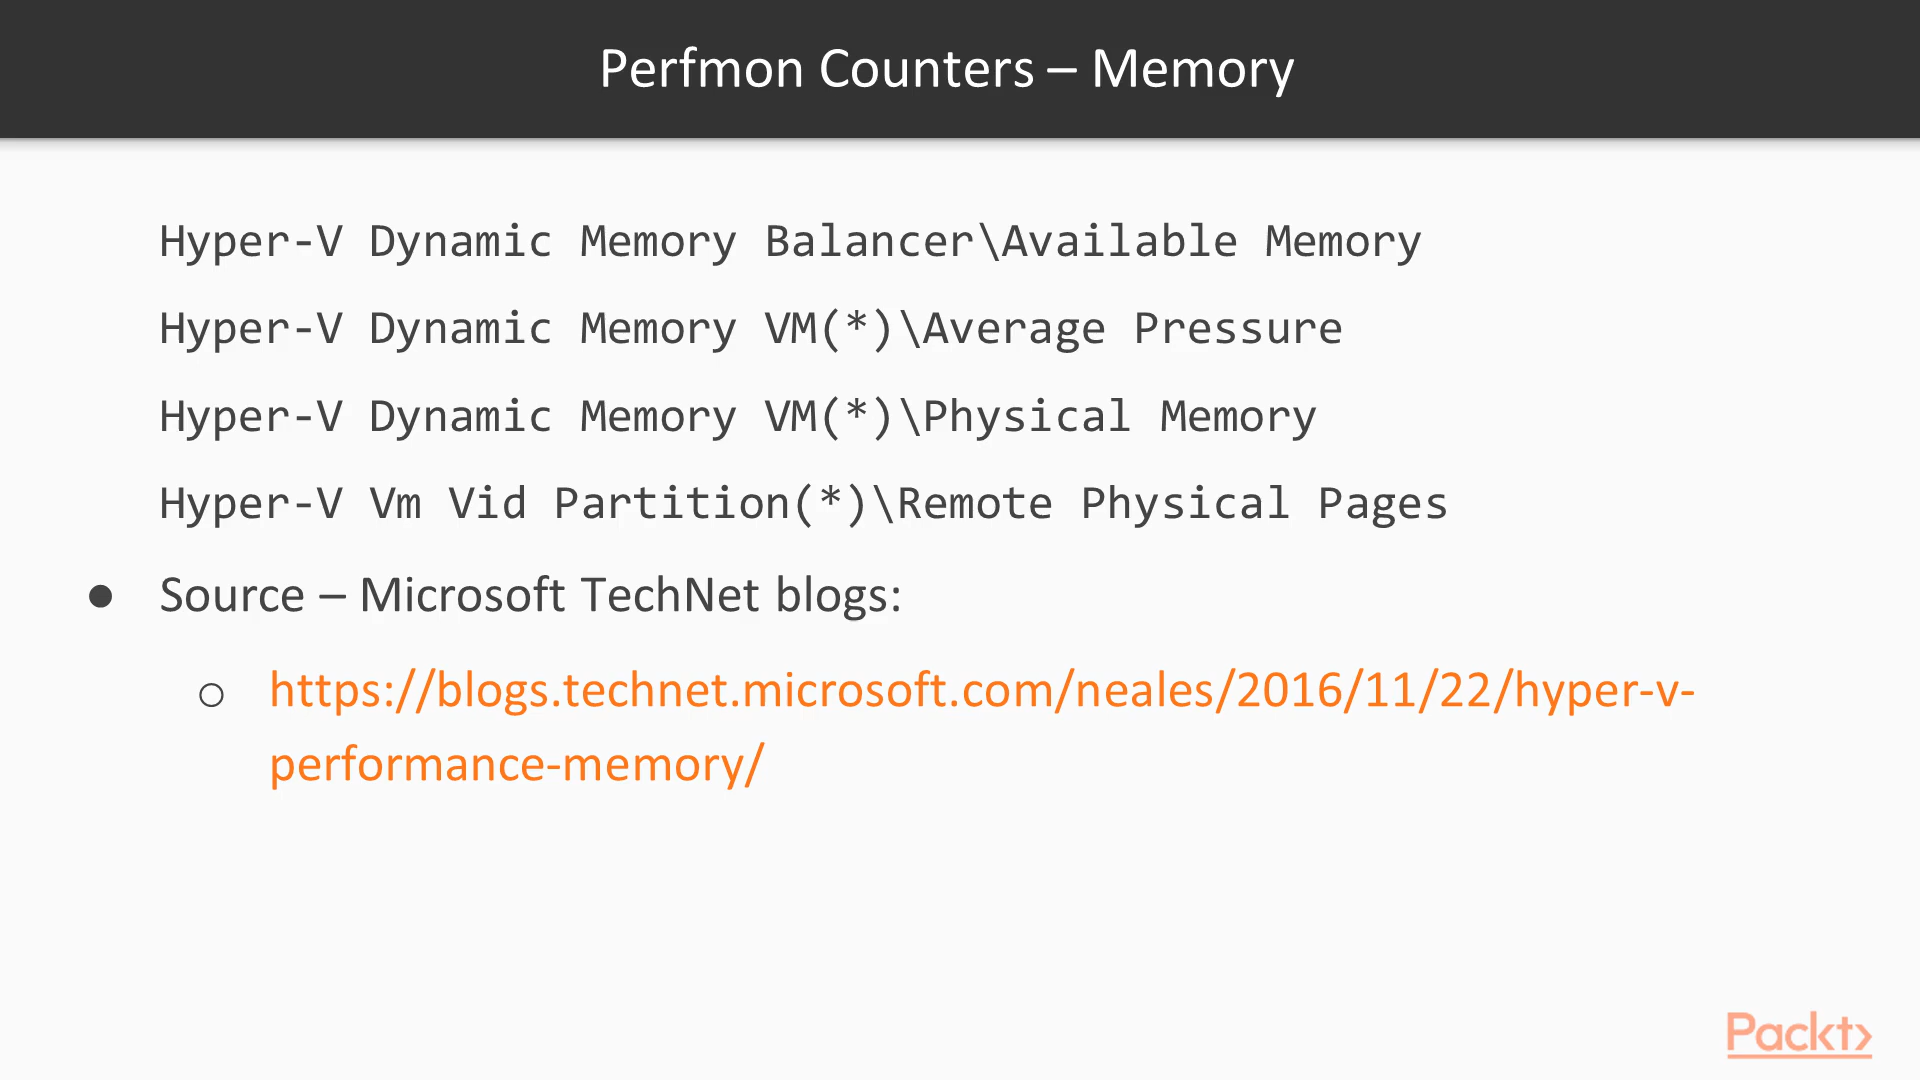 Perfmon Counters – Memory
Hyper-V Dynamic Memory Balancer\Available Memory
Hyper-V Dynamic Memory VM(*)\Average Pressure
Hyper-V Dynamic Memory VM(*)\Physical Memory
Hyper-V Vm Vid Partition(*)\Remote Physical Pages
● Source – Microsoft TechNet blogs:
○ https://blogs.technet.microsoft.com/neales/2016/11/22/hyper-v-
performance-memory/
Packt>